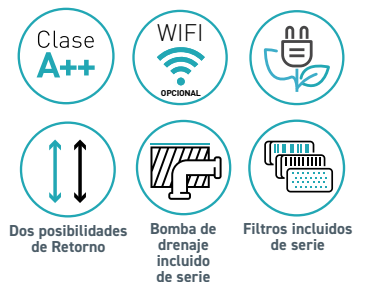 Clase
A++
WIFI
OPCIONAL
Dos posibilidades
de Retorno
Bomba de
drenaje
incluido
de serie
Filtros incluidos
de serie